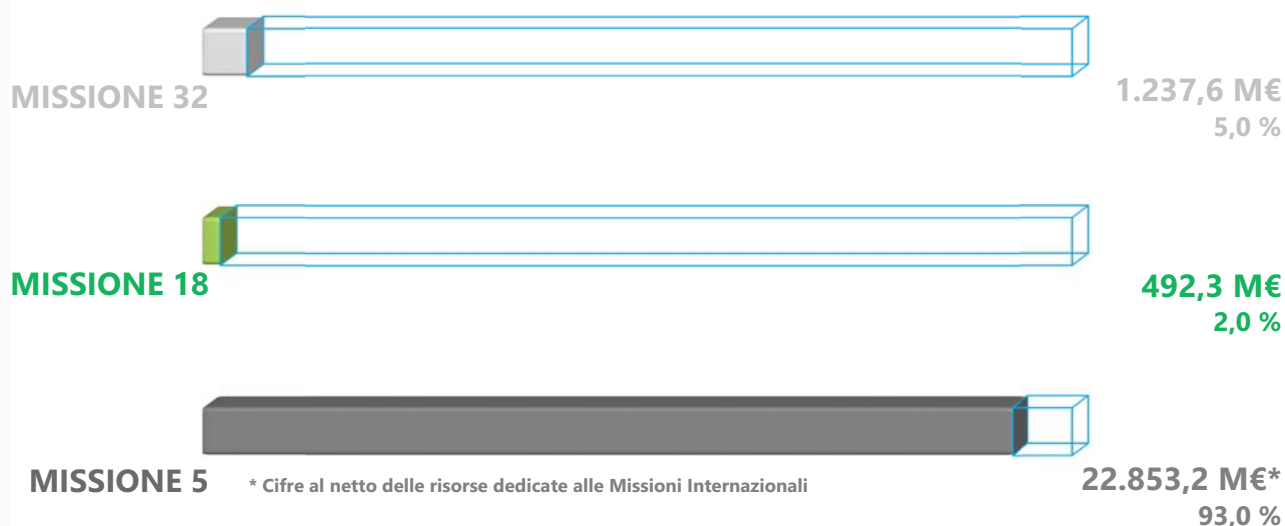 MISSIONE 32
1.237,6 M€
5,0 %
MISSIONE 18
492,3 M€
2,0 %
MISSIONE 5
* Cifre al netto delle risorse dedicate alle Missioni Internazionali
22.853,2 M€*
93,0 %